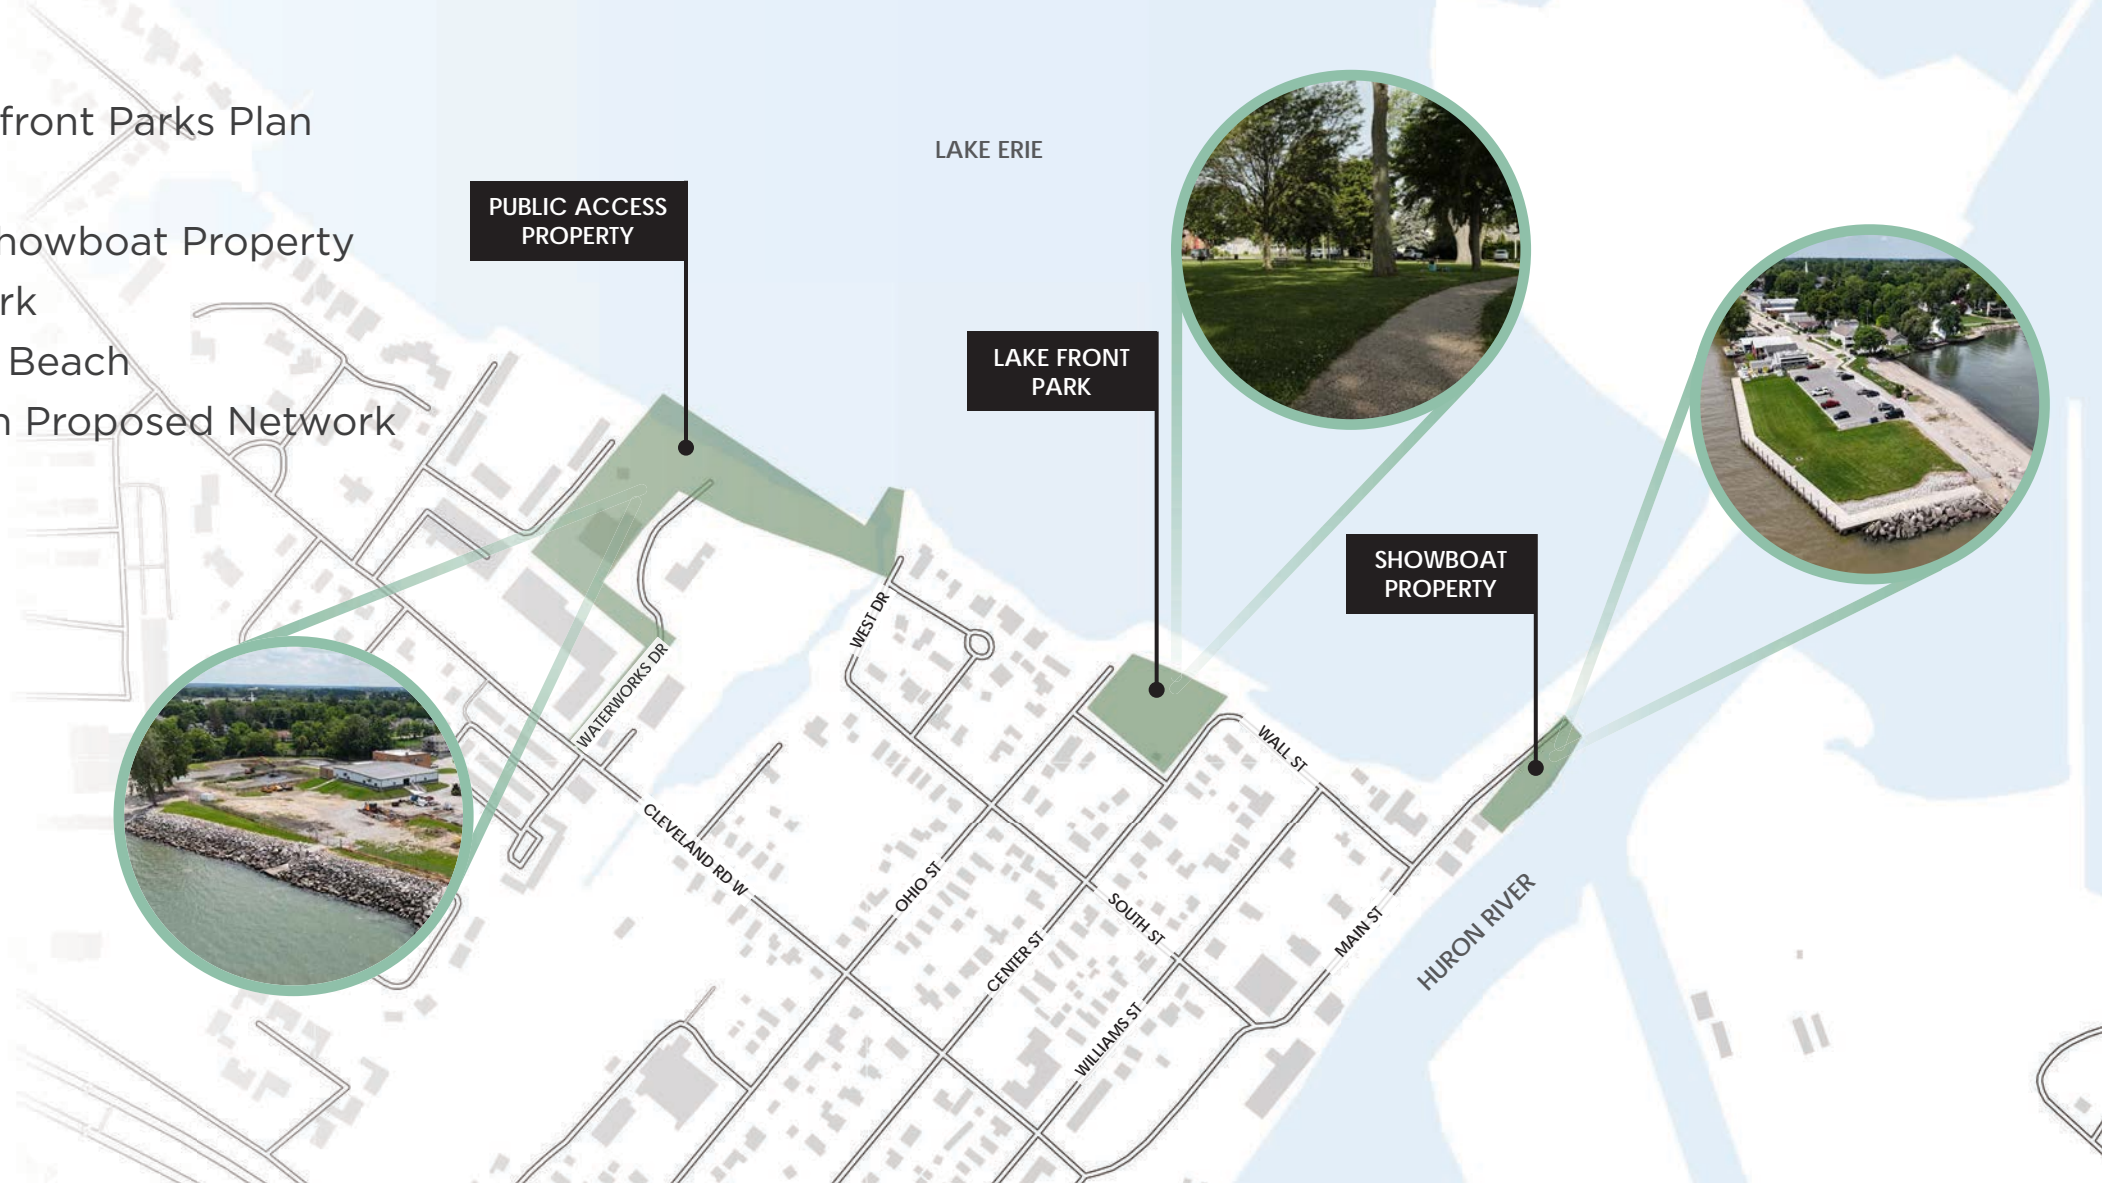 front Parks Plan
howboat Property
rk
Beach
n Proposed Network
LAKE ERIE
PUBLIC ACCESS
PROPERTY
LAKE FRONT
PARK
SHOWBOAT
PROPERTY
WEST DR
WATERWORKS DR
WALL ST
CLEVELAND RD W
OHIO ST
SOUTH ST
CENTER ST
MAIN ST
HURON RIVER
WILLIAMS ST